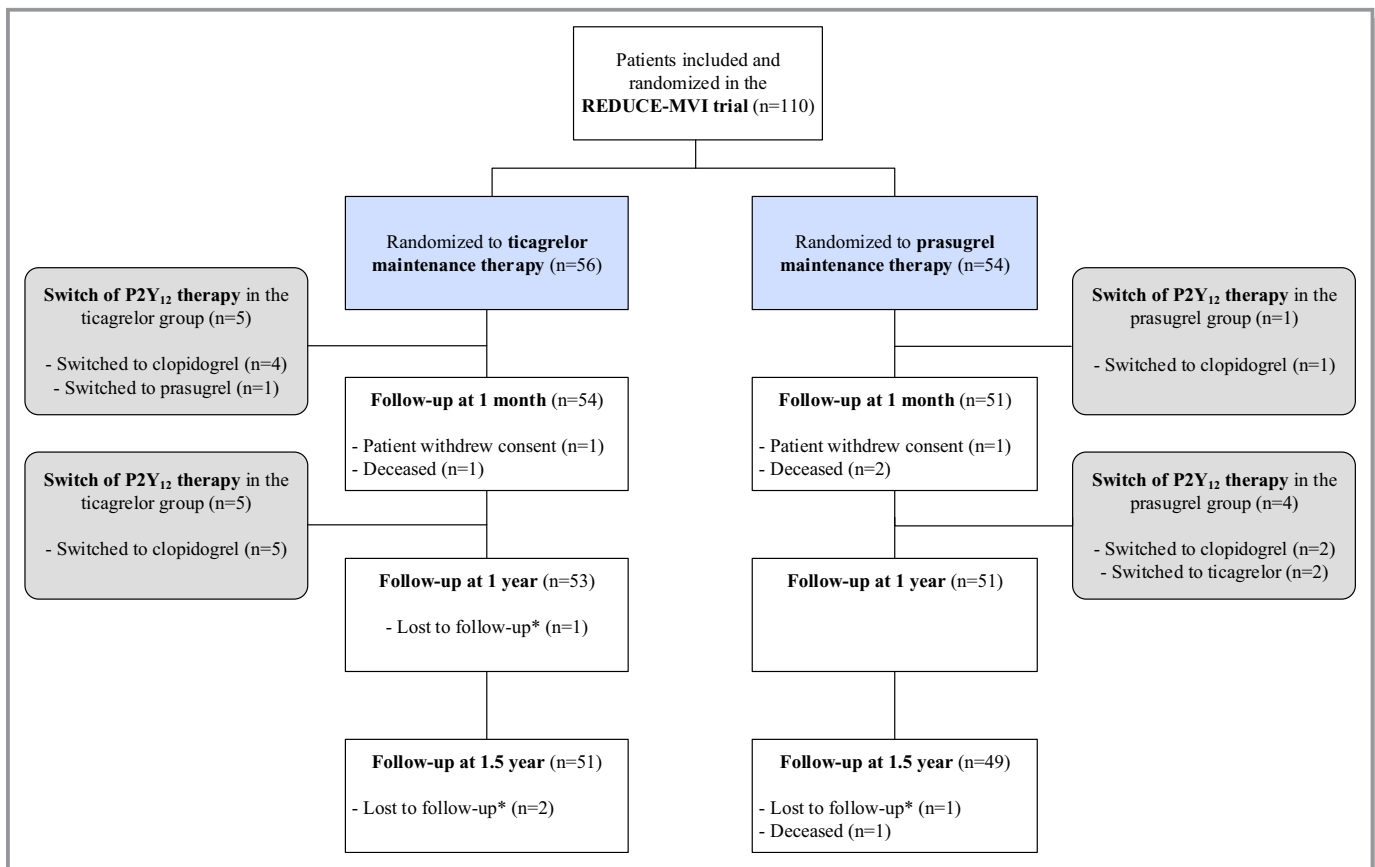 Patients included and
randomized in the
REDUCE-MVI trial (n=110)
Randomized to ticagrelor
maintenance therapy (n=56)
Randomized to prasugrel
maintenance therapy (n=54)
Switch of P2Y₁₂ therapy in the
ticagrelor group (n=5)
- Switched to clopidogrel (n=4)
- Switched to prasugrel (n=1)
Switch of P2Y₁₂ therapy in the
prasugrel group (n=1)
- Switched to clopidogrel (n=1)
Follow-up at 1 month (n=54)
- Patient withdrew consent (n=1)
- Deceased (n=1)
Follow-up at 1 month (n=51)
- Patient withdrew consent (n=1)
- Deceased (n=2)
Switch of P2Y₁₂ therapy in the
ticagrelor group (n=5)
- Switched to clopidogrel (n=5)
Switch of P2Y₁₂ therapy in the
prasugrel group (n=4)
- Switched to clopidogrel (n=2)
- Switched to ticagrelor (n=2)
Follow-up at 1 year (n=53)
- Lost to follow-up* (n=1)
Follow-up at 1 year (n=51)
Follow-up at 1.5 year (n=51)
- Lost to follow-up* (n=2)
Follow-up at 1.5 year (n=49)
- Lost to follow-up* (n=1)
- Deceased (n=1)